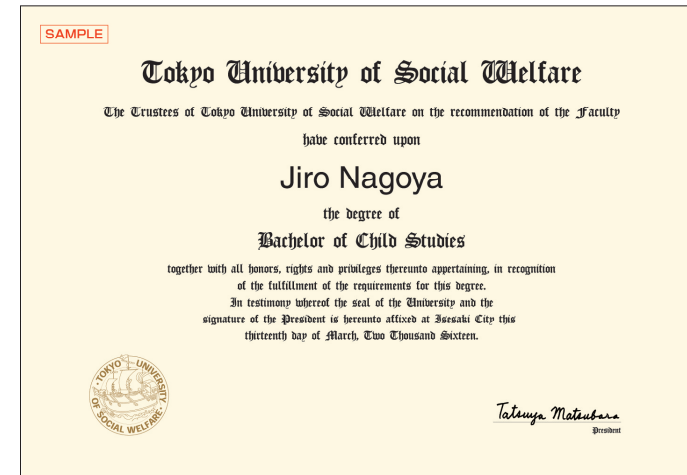 SAMPLE
Tokyo University of Social Welfare
The Trustees of Tokyo University of Social Welfare on the recommendation of the Faculty
have conferred upon
Jiro Nagoya
the degree of
Bachelor of Child Studies
together with all honors, rights and privileges thereunto appertaining, in recognition
of the fulfillment of the requirements for this degree.
In testimony whereof the seal of the University and the
signature of the President is hereunto affixed at Isesaki City this
thirteenth day of March, Two Thousand Sixteen.
TOKYO UNIVERSITY OF SOCIAL WELFARE
Tatsuya Matsubara
President